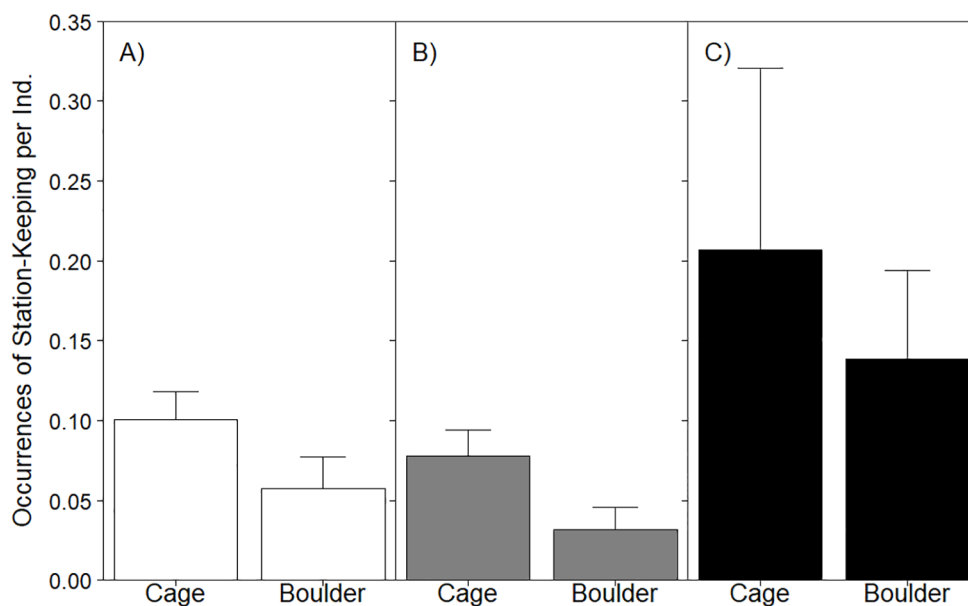 Occurrences of Station-Keeping per Ind.
0.35
0.30
0.25
0.20
0.15
0.10
0.05
0.00
A)
B)
C)
Cage
Boulder
Cage
Boulder
Cage
Boulder